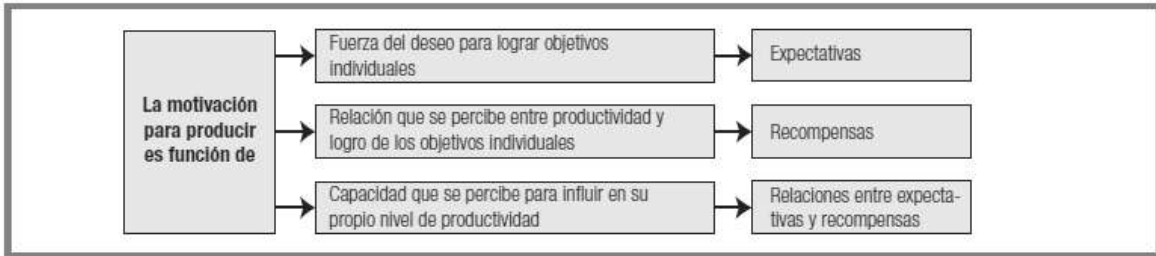 La motivación
para producir
es función de
Fuerza del deseo para lograr objetivos
individuales
Expectativas
Relación que se percibe entre productividad y
logro de los objetivos individuales
Recompensas
Capacidad que se percibe para influir en su
propio nivel de productividad
Relaciones entre expecta-
tivas y recompensas